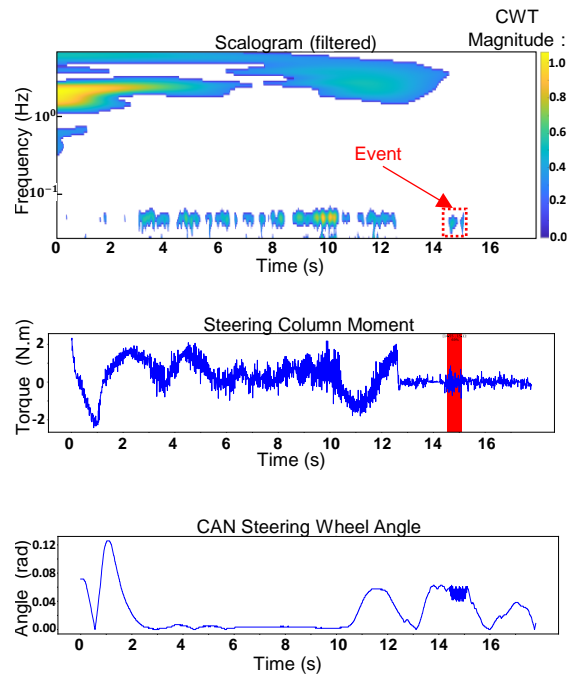 CWT
Magnitude :
Scalogram (filtered)
1.0
0.8
0.6
0.4
0.2
0.0
Frequency (Hz)
10⁰
10⁻¹
Event
0 2 4 6 8 10 12 14 16
Time (s)
Steering Column Moment
Torque (N.m)
2
0
-2
0 2 4 6 8 10 12 14 16
Time (s)
CAN Steering Wheel Angle
Angle (rad)
0.12
0.08
0.04
0.00
0 2 4 6 8 10 12 14 16
Time (s)